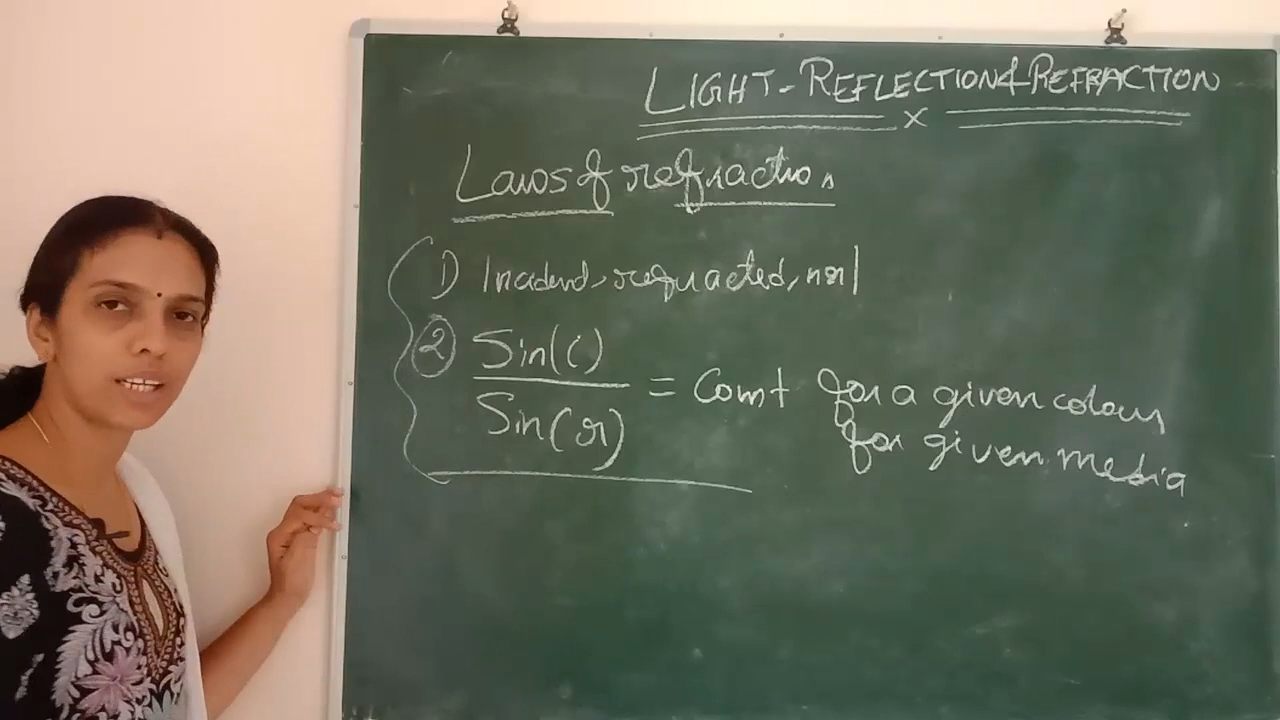 LIGHT-REFLECTION & REFRACTION
x
Laws of refraction
1) Incident, refracted, nrl
2 Sin(i)
Sin(r)
= Const for a given colour
for given media